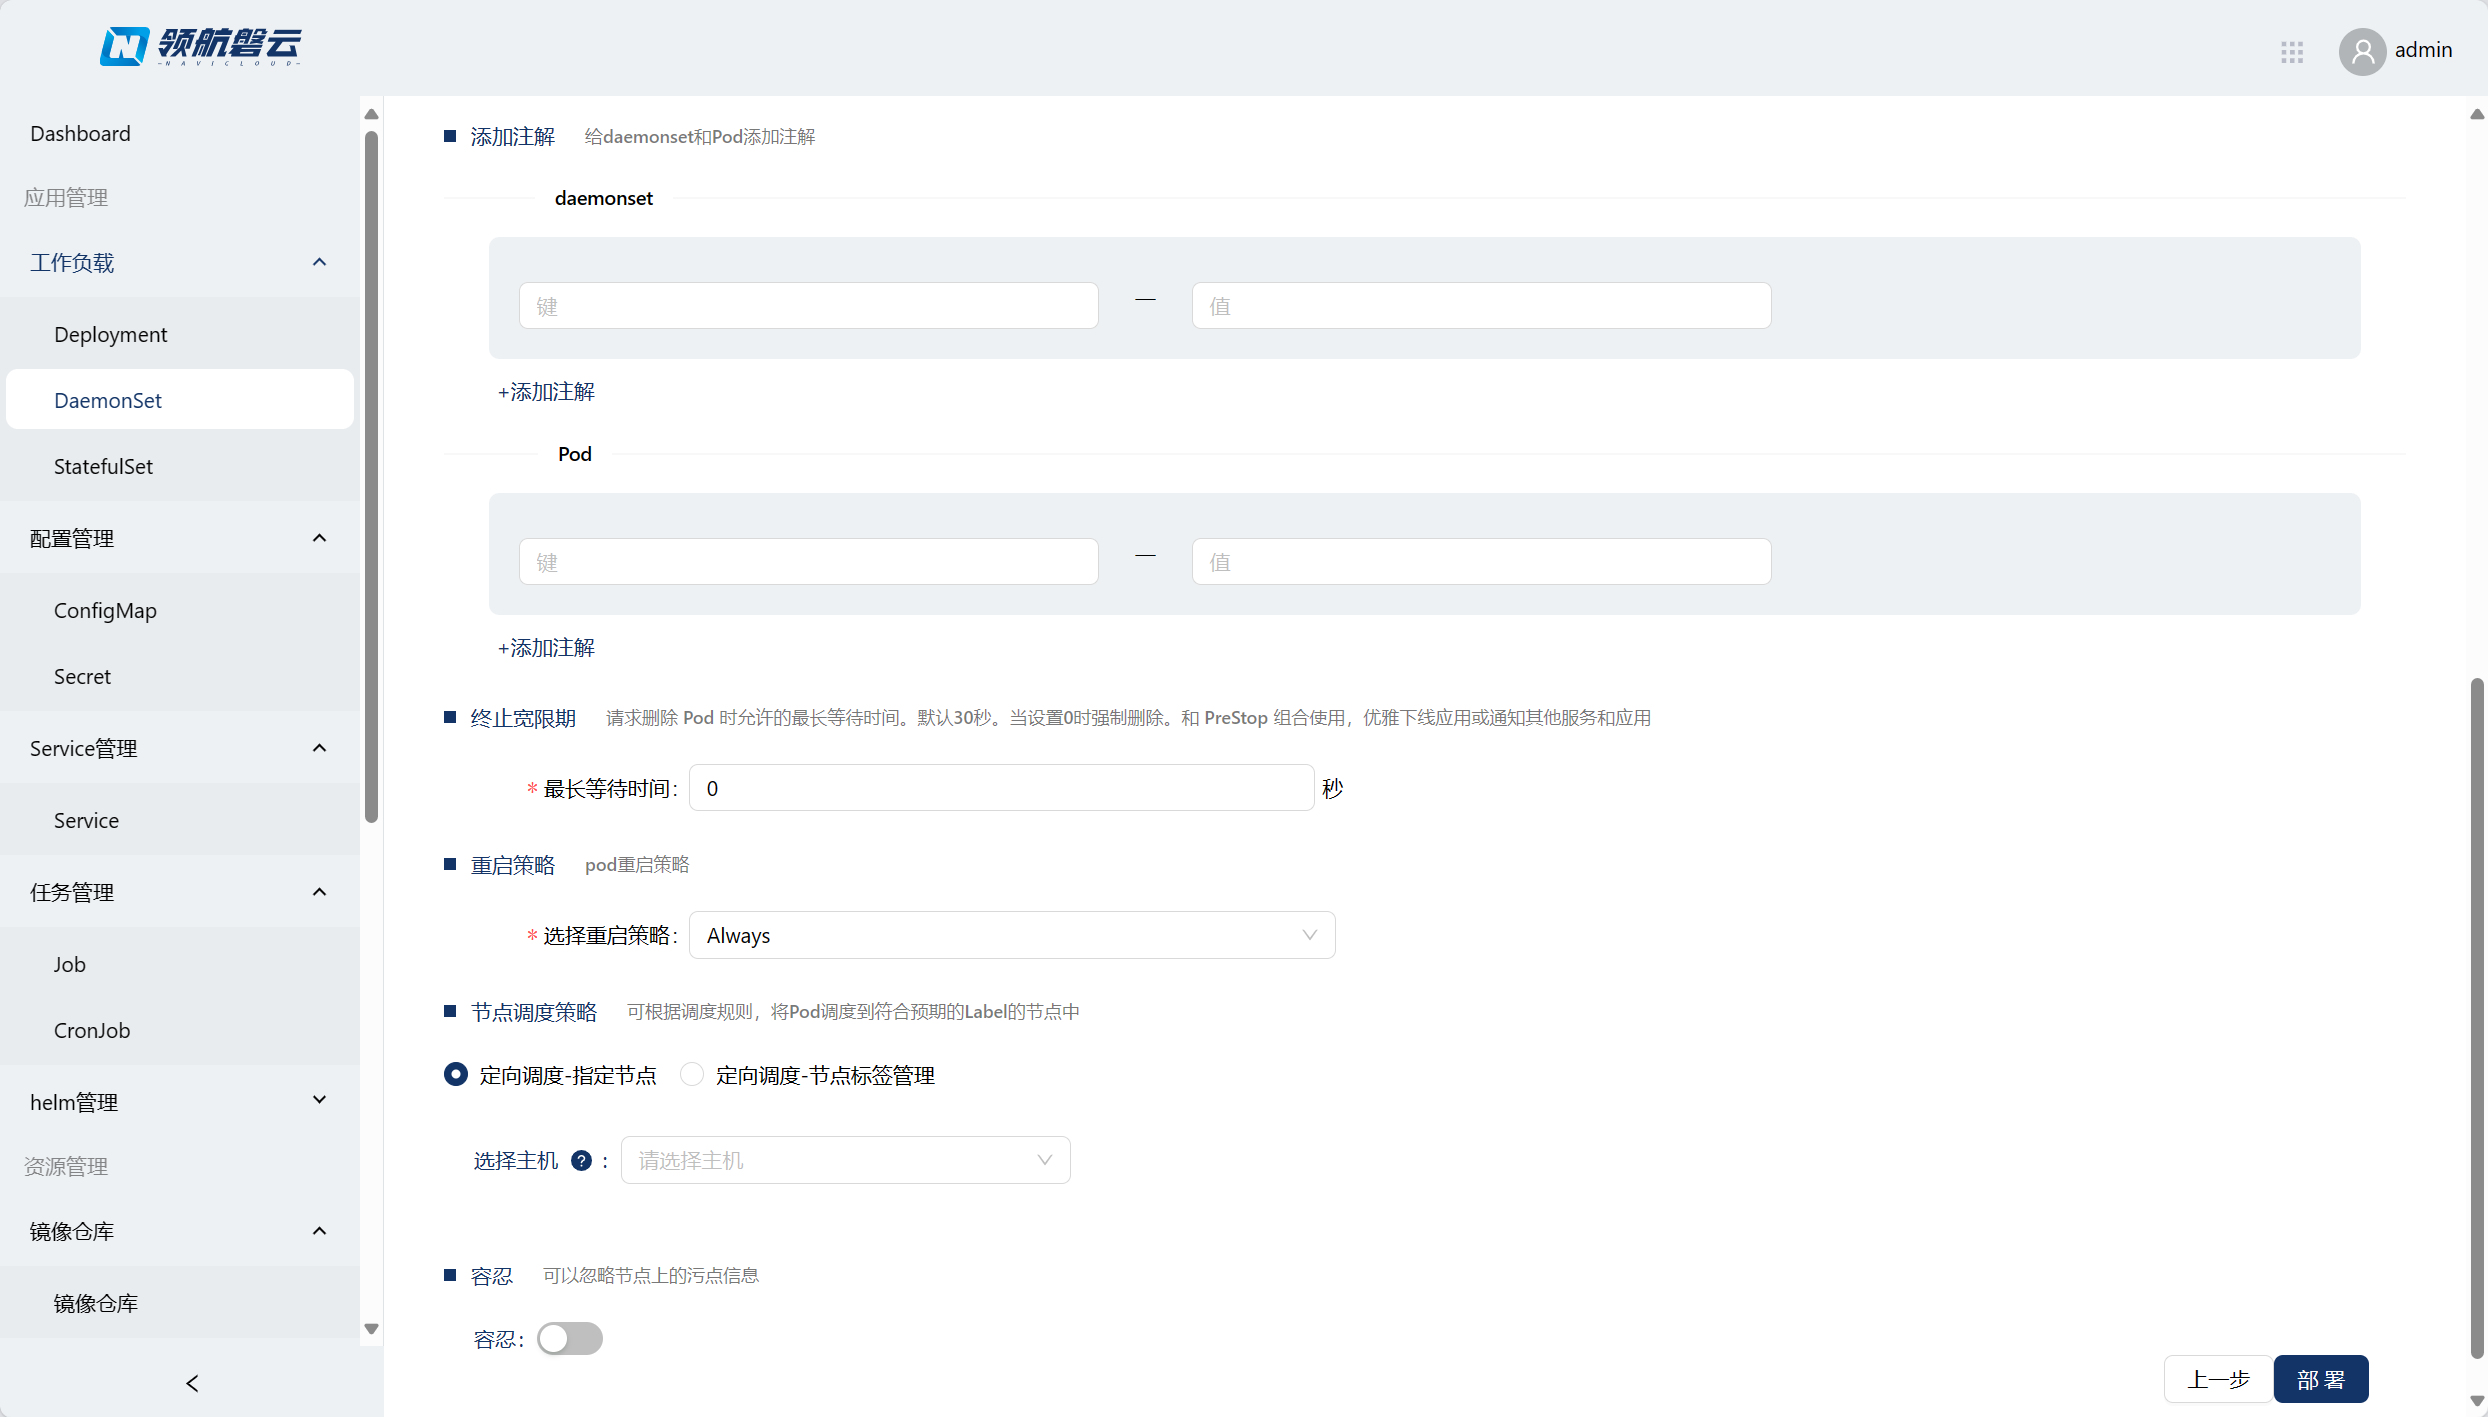 领航磐云
-NAVICLOUD-
admin
Dashboard
应用管理
工作负载
Deployment
DaemonSet
StatefulSet
配置管理
ConfigMap
Secret
Service管理
Service
任务管理
Job
CronJob
helm管理
资源管理
镜像仓库
镜像仓库
添加注解 给daemonset和Pod添加注解
daemonset
键 — 值
+添加注解
Pod
键 — 值
+添加注解
终止宽限期 请求删除 Pod 时允许的最长等待时间。默认30秒。当设置0时强制删除。和 PreStop 组合使用，优雅下线应用或通知其他服务和应用
* 最长等待时间: 0 秒
重启策略 pod重启策略
* 选择重启策略: Always
节点调度策略 可根据调度规则，将Pod调度到符合预期的Label的节点中
定向调度-指定节点 定向调度-节点标签管理
选择主机 ? : 请选择主机
容忍 可以忽略节点上的污点信息
容忍:
上一步 部署